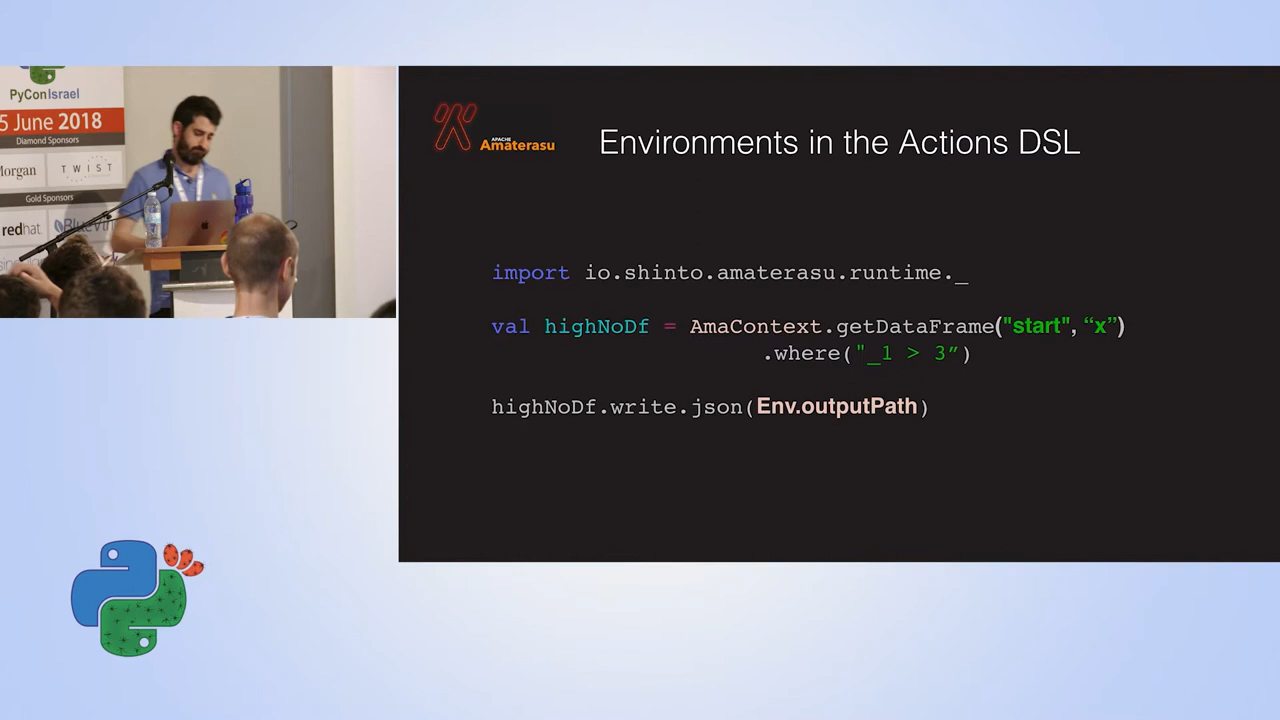 PyConIsrael
5 June 2018
Diamond Sponsors
Morgan
TWIST
Gold Sponsors
redhat
APACHE
Amaterasu
Environments in the Actions DSL
import io.shinto.amaterasu.runtime._
val highNoDf = AmaContext.getDataFrame("start", “x”)
.where("_1 > 3”)
highNoDf.write.json(Env.outputPath)